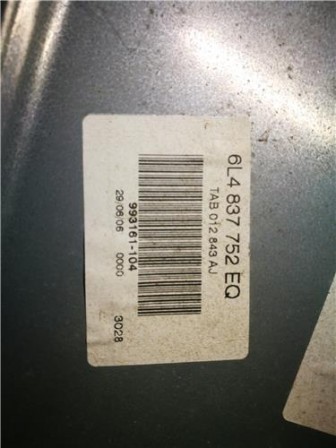 6L4 837 752 EQ
TAB 012 843 AJ
993161-104
29/06/06 0000 3028